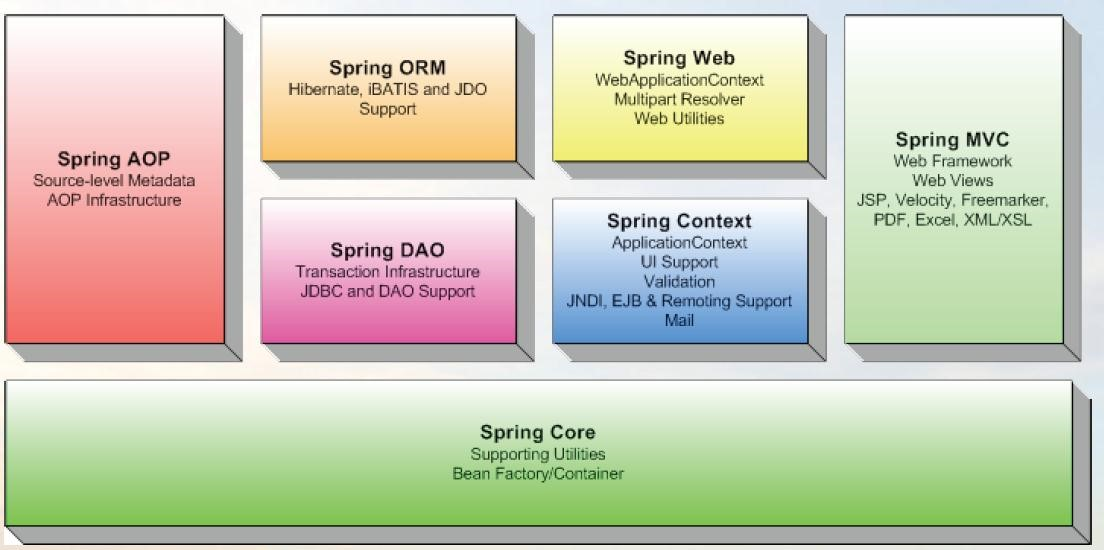 Spring AOP
Source-level Metadata
AOP Infrastructure
Spring ORM
Hibernate, iBATIS and JDO
Support
Spring Web
WebApplicationContext
Multipart Resolver
Web Utilities
Spring DAO
Transaction Infrastructure
JDBC and DAO Support
Spring Context
ApplicationContext
UI Support
Validation
JNDI, EJB & Remoting Support
Mail
Spring MVC
Web Framework
Web Views
JSP, Velocity, Freemarker,
PDF, Excel, XML/XSL
Spring Core
Supporting Utilities
Bean Factory/Container